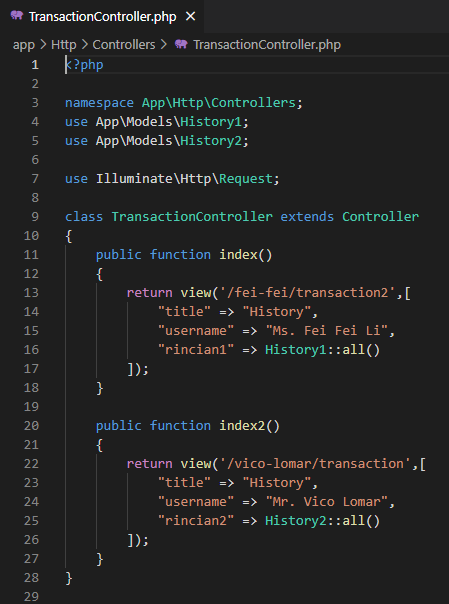 TransactionController.php ×
app > Http > Controllers > TransactionController.php
1 <?php
2
3 namespace App\Http\Controllers;
4 use App\Models\History1;
5 use App\Models\History2;
6
7 use Illuminate\Http\Request;
8
9 class TransactionController extends Controller
10 {
11     public function index()
12     {
13         return view('/fei-fei/transaction2',[
14             "title" => "History",
15             "username" => "Ms. Fei Fei Li",
16             "rincian1" => History1::all()
17         ]);
18     }
19
20     public function index2()
21     {
22         return view('/vico-lomar/transaction',[
23             "title" => "History",
24             "username" => "Mr. Vico Lomar",
25             "rincian2" => History2::all()
26         ]);
27     }
28 }
29